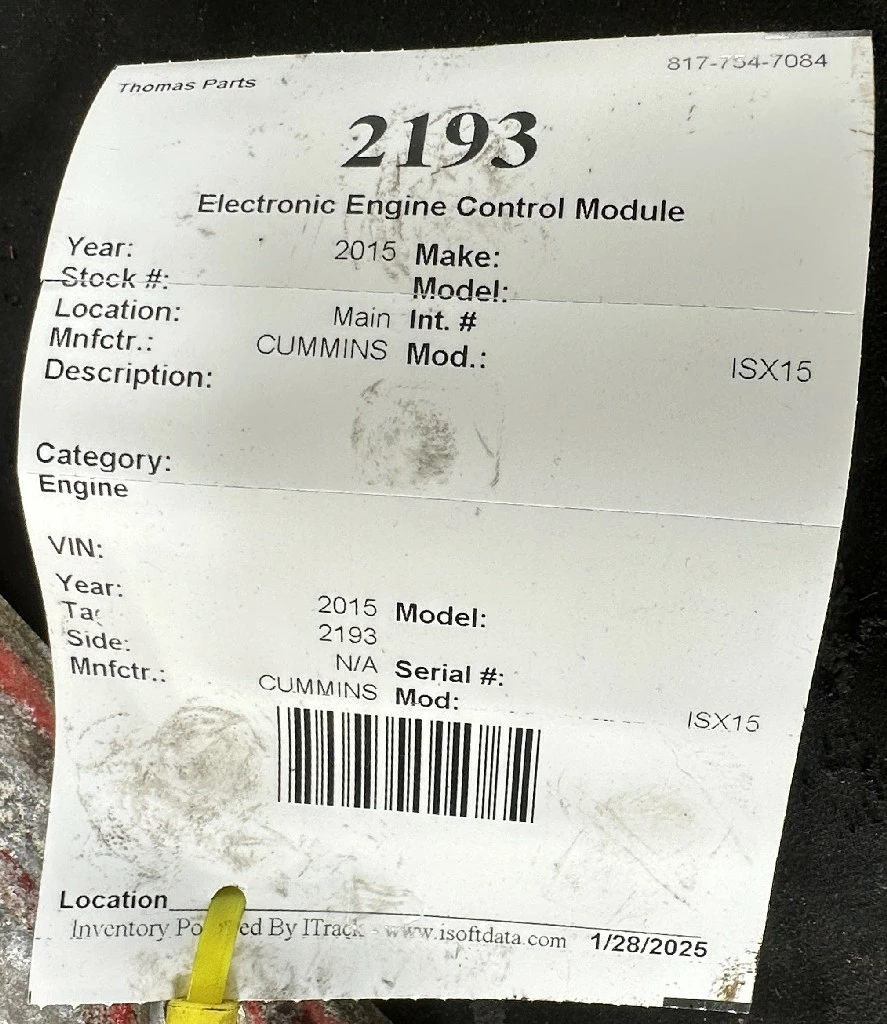 Thomas Parts 817-754-7084
2193
Electronic Engine Control Module
Year: 2015 Make:
Stock #: Model:
Location: Main Int. #
Mnfctr.: CUMMINS Mod.: ISX15
Description:
Category:
Engine
VIN:
Year: 2015 Model:
2193
Side: N/A Serial #:
Mnfctr.: CUMMINS Mod: ISX15
Location
Inventory By ITrack - www.isoftdata.com 1/28/2025